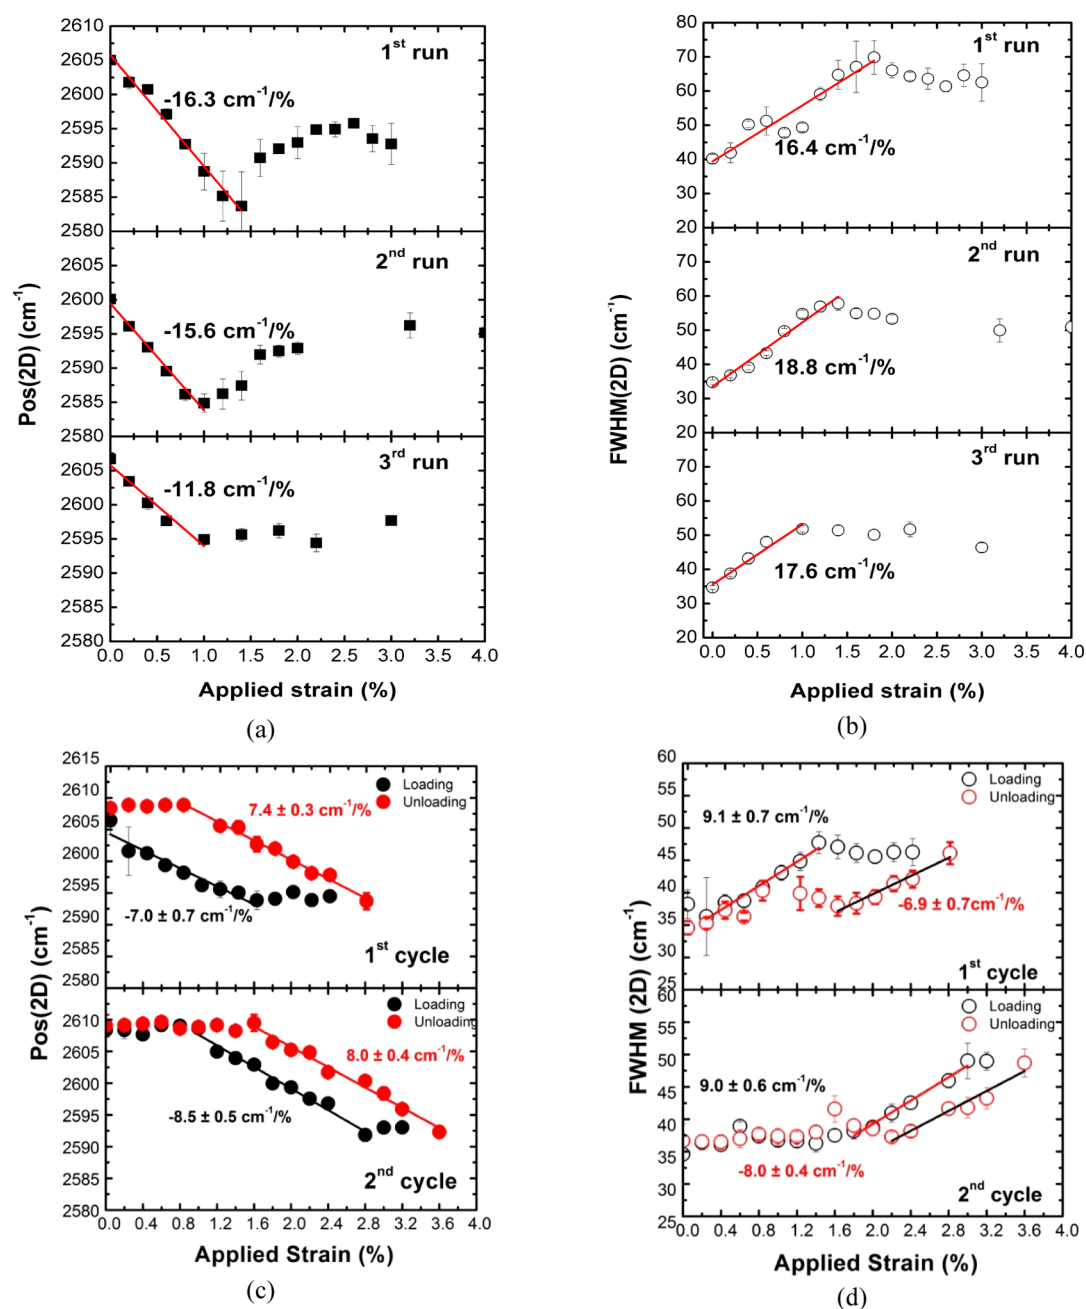 2610
2605
2600
2595
2590
2585
2580
1st run
-16.3 cm-1/%
2600
2595
2590
2585
2580
2nd run
-15.6 cm-1/%
2605
2600
2595
2590
2585
2580
3rd run
-11.8 cm-1/%
0.0 0.5 1.0 1.5 2.0 2.5 3.0 3.5 4.0
Pos(2D) (cm-1)
Applied strain (%)
(a)
80
70
60
50
40
30
20
1st run
16.4 cm-1/%
70
60
50
40
30
20
2nd run
18.8 cm-1/%
70
60
50
40
30
20
3rd run
17.6 cm-1/%
0.0 0.5 1.0 1.5 2.0 2.5 3.0 3.5 4.0
FWHM(2D) (cm-1)
Applied strain (%)
(b)
2615
2610
2605
2600
2595
2590
2585
2580
Loading
Unloading
7.4 ± 0.3 cm-1/%
-7.0 ± 0.7 cm-1/%
1st cycle
2610
2605
2600
2595
2590
2585
2580
Loading
Unloading
8.0 ± 0.4 cm-1/%
-8.5 ± 0.5 cm-1/%
2nd cycle
0.0 0.4 0.8 1.2 1.6 2.0 2.4 2.8 3.2 3.6 4.0
Pos(2D) (cm-1)
Applied Strain (%)
(c)
60
55
50
45
40
35
30
25
Loading
Unloading
9.1 ± 0.7 cm-1/%
-6.9 ± 0.7cm-1/%
1st cycle
60
55
50
45
40
35
30
25
Loading
Unloading
9.0 ± 0.6 cm-1/%
-8.0 ± 0.4 cm-1/%
2nd cycle
0.0 0.4 0.8 1.2 1.6 2.0 2.4 2.8 3.2 3.6 4.0
FWHM (2D) (cm-1)
Applied Strain (%)
(d)